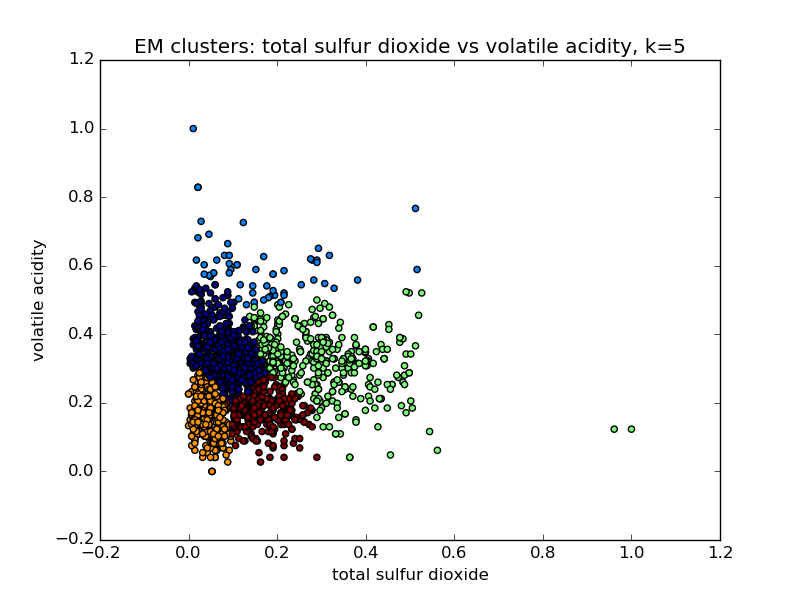 EM clusters: total sulfur dioxide vs volatile acidity, k=5
1.2
1.0
0.8
0.6
0.4
0.2
0.0
−0.2
volatile acidity
−0.2 0.0 0.2 0.4 0.6 0.8 1.0 1.2
total sulfur dioxide